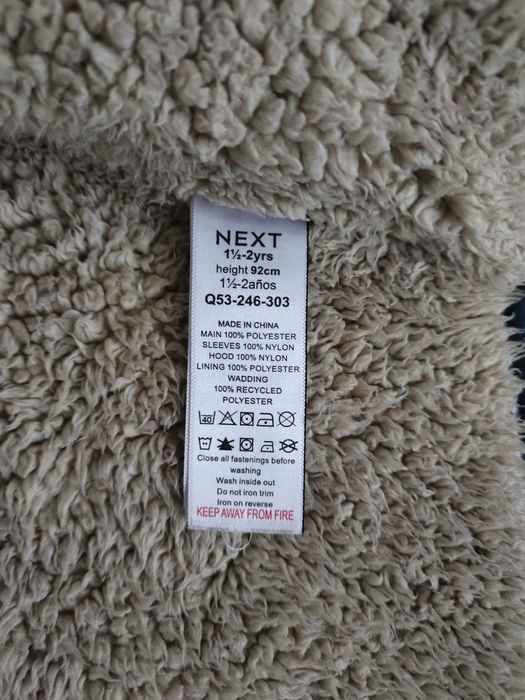 NEXT
1½-2yrs
height 92cm
1½-2años
Q53-246-303
MADE IN CHINA
MAIN 100% POLYESTER
SLEEVES 100% NYLON
HOOD 100% NYLON
LINING 100% POLYESTER
WADDING
100% RECYCLED
POLYESTER
40
Close all fastenings before
washing
Wash inside out
Do not iron trim
Iron on reverse
KEEP AWAY FROM FIRE